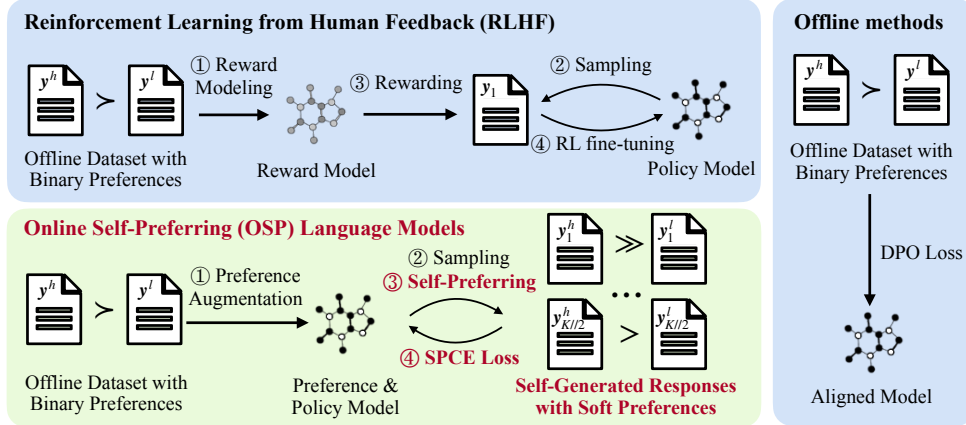 Reinforcement Learning from Human Feedback (RLHF)
y^h ≻ y^l
Offline Dataset with
Binary Preferences
① Reward
Modeling
Reward Model
③ Rewarding
y_1
② Sampling
④ RL fine-tuning
Policy Model
Online Self-Preferring (OSP) Language Models
y^h ≻ y^l
Offline Dataset with
Binary Preferences
① Preference
Augmentation
Preference &
Policy Model
② Sampling
③ Self-Preferring
④ SPCE Loss
y_1^h ≫ y_1^l
...
y_{K//2}^h > y_{K//2}^l
Self-Generated Responses
with Soft Preferences
Offline methods
y^h ≻ y^l
Offline Dataset with
Binary Preferences
DPO Loss
Aligned Model